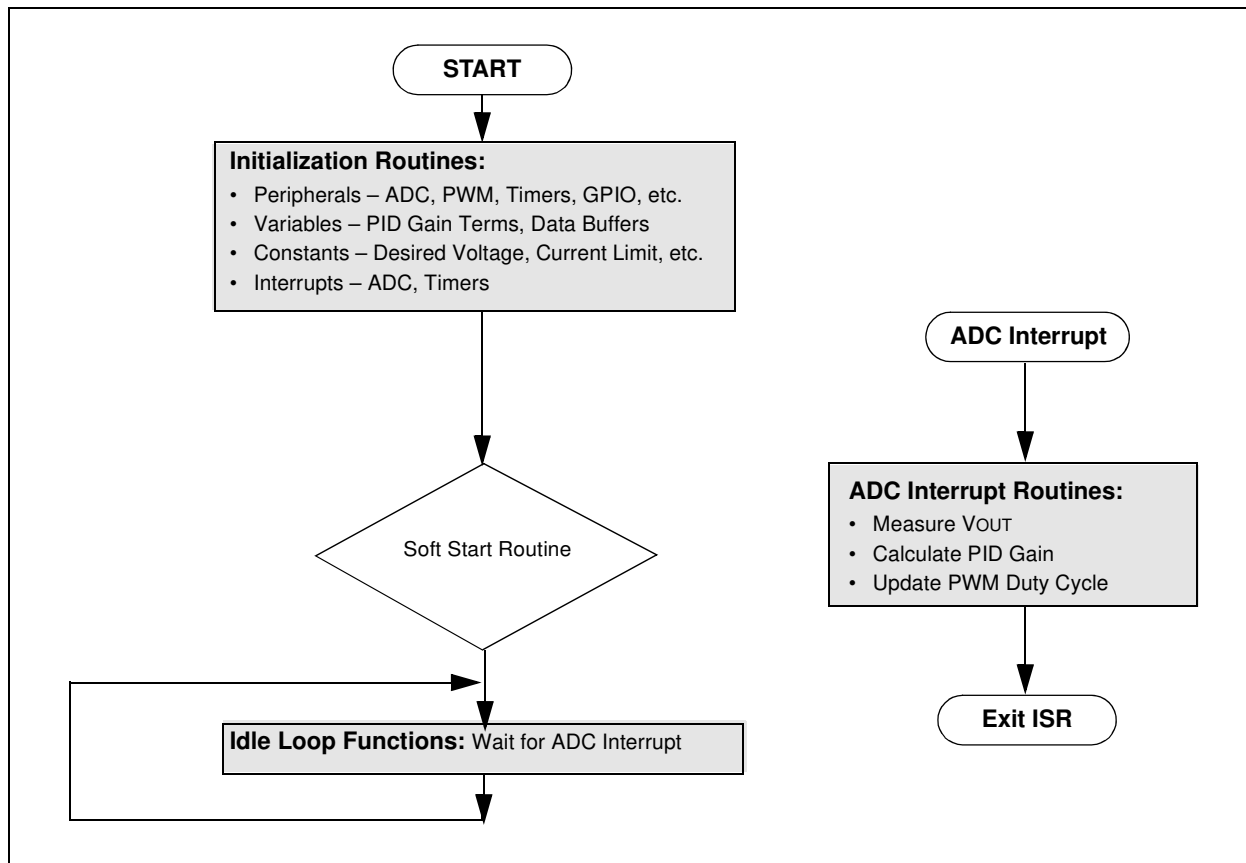 START
Initialization Routines:
• Peripherals – ADC, PWM, Timers, GPIO, etc.
• Variables – PID Gain Terms, Data Buffers
• Constants – Desired Voltage, Current Limit, etc.
• Interrupts – ADC, Timers
Soft Start Routine
Idle Loop Functions: Wait for ADC Interrupt
ADC Interrupt
ADC Interrupt Routines:
• Measure VOUT
• Calculate PID Gain
• Update PWM Duty Cycle
Exit ISR